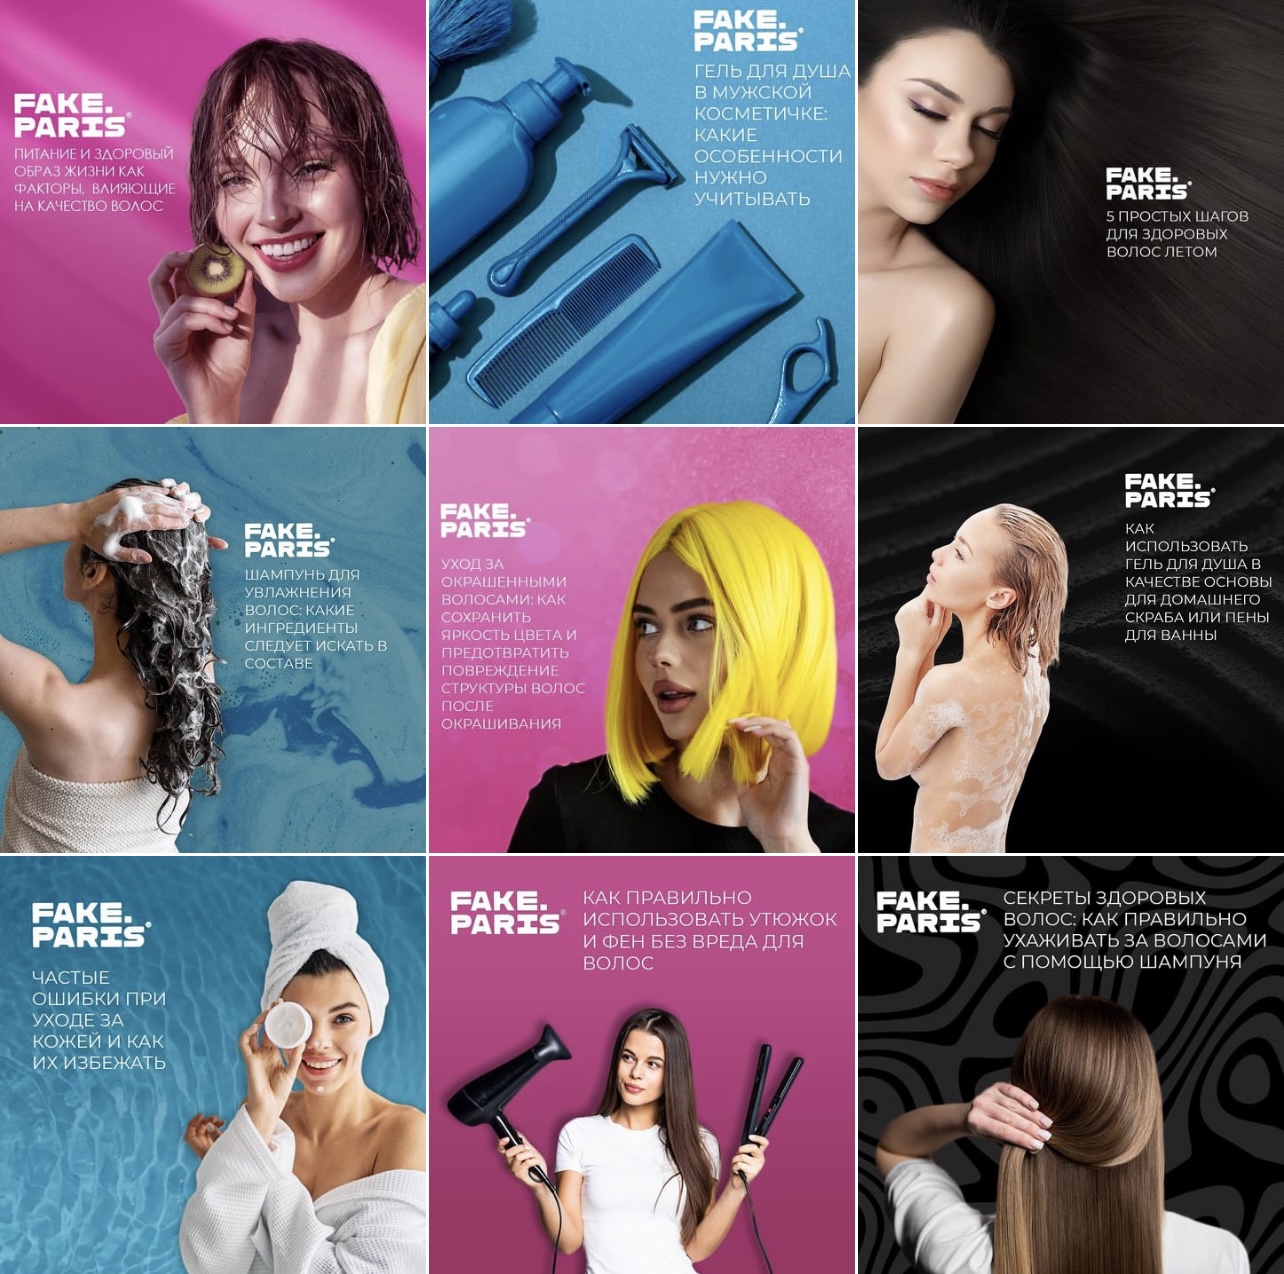 FAKE.
PARIS®
ПИТАНИЕ И ЗДОРОВЫЙ
ОБРАЗ ЖИЗНИ КАК
ФАКТОРЫ, ВЛИЯЮЩИЕ
НА КАЧЕСТВО ВОЛОС
FAKE.
PARIS®
ГЕЛЬ ДЛЯ ДУША
В МУЖСКОЙ
КОСМЕТИЧКЕ:
КАКИЕ
ОСОБЕННОСТИ
НУЖНО
УЧИТЫВАТЬ
FAKE.
PARIS®
5 ПРОСТЫХ ШАГОВ
ДЛЯ ЗДОРОВЫХ
ВОЛОС ЛЕТОМ
FAKE.
PARIS®
ШАМПУНЬ ДЛЯ
УВЛАЖНЕНИЯ
ВОЛОС: КАКИЕ
ИНГРЕДИЕНТЫ
СЛЕДУЕТ ИСКАТЬ В
СОСТАВЕ
FAKE.
PARIS®
УХОД ЗА
ОКРАШЕННЫМИ
ВОЛОСАМИ: КАК
СОХРАНИТЬ
ЯРКОСТЬ ЦВЕТА И
ПРЕДОТВРАТИТЬ
ПОВРЕЖДЕНИЕ
СТРУКТУРЫ ВОЛОС
ПОСЛЕ
ОКРАШИВАНИЯ
FAKE.
PARIS®
КАК
ИСПОЛЬЗОВАТЬ
ГЕЛЬ ДЛЯ ДУША В
КАЧЕСТВЕ ОСНОВЫ
ДЛЯ ДОМАШНЕГО
СКРАБА ИЛИ ПЕНЫ
ДЛЯ ВАННЫ
FAKE.
PARIS®
ЧАСТЫЕ
ОШИБКИ ПРИ
УХОДЕ ЗА
КОЖЕЙ И КАК
ИХ ИЗБЕЖАТЬ
FAKE.
PARIS®
КАК ПРАВИЛЬНО
ИСПОЛЬЗОВАТЬ УТЮЖОК
И ФЕН БЕЗ ВРЕДА ДЛЯ
ВОЛОС
FAKE.
PARIS®
СЕКРЕТЫ ЗДОРОВЫХ
ВОЛОС: КАК ПРАВИЛЬНО
УХАЖИВАТЬ ЗА ВОЛОСАМИ
С ПОМОЩЬЮ ШАМПУНЯ